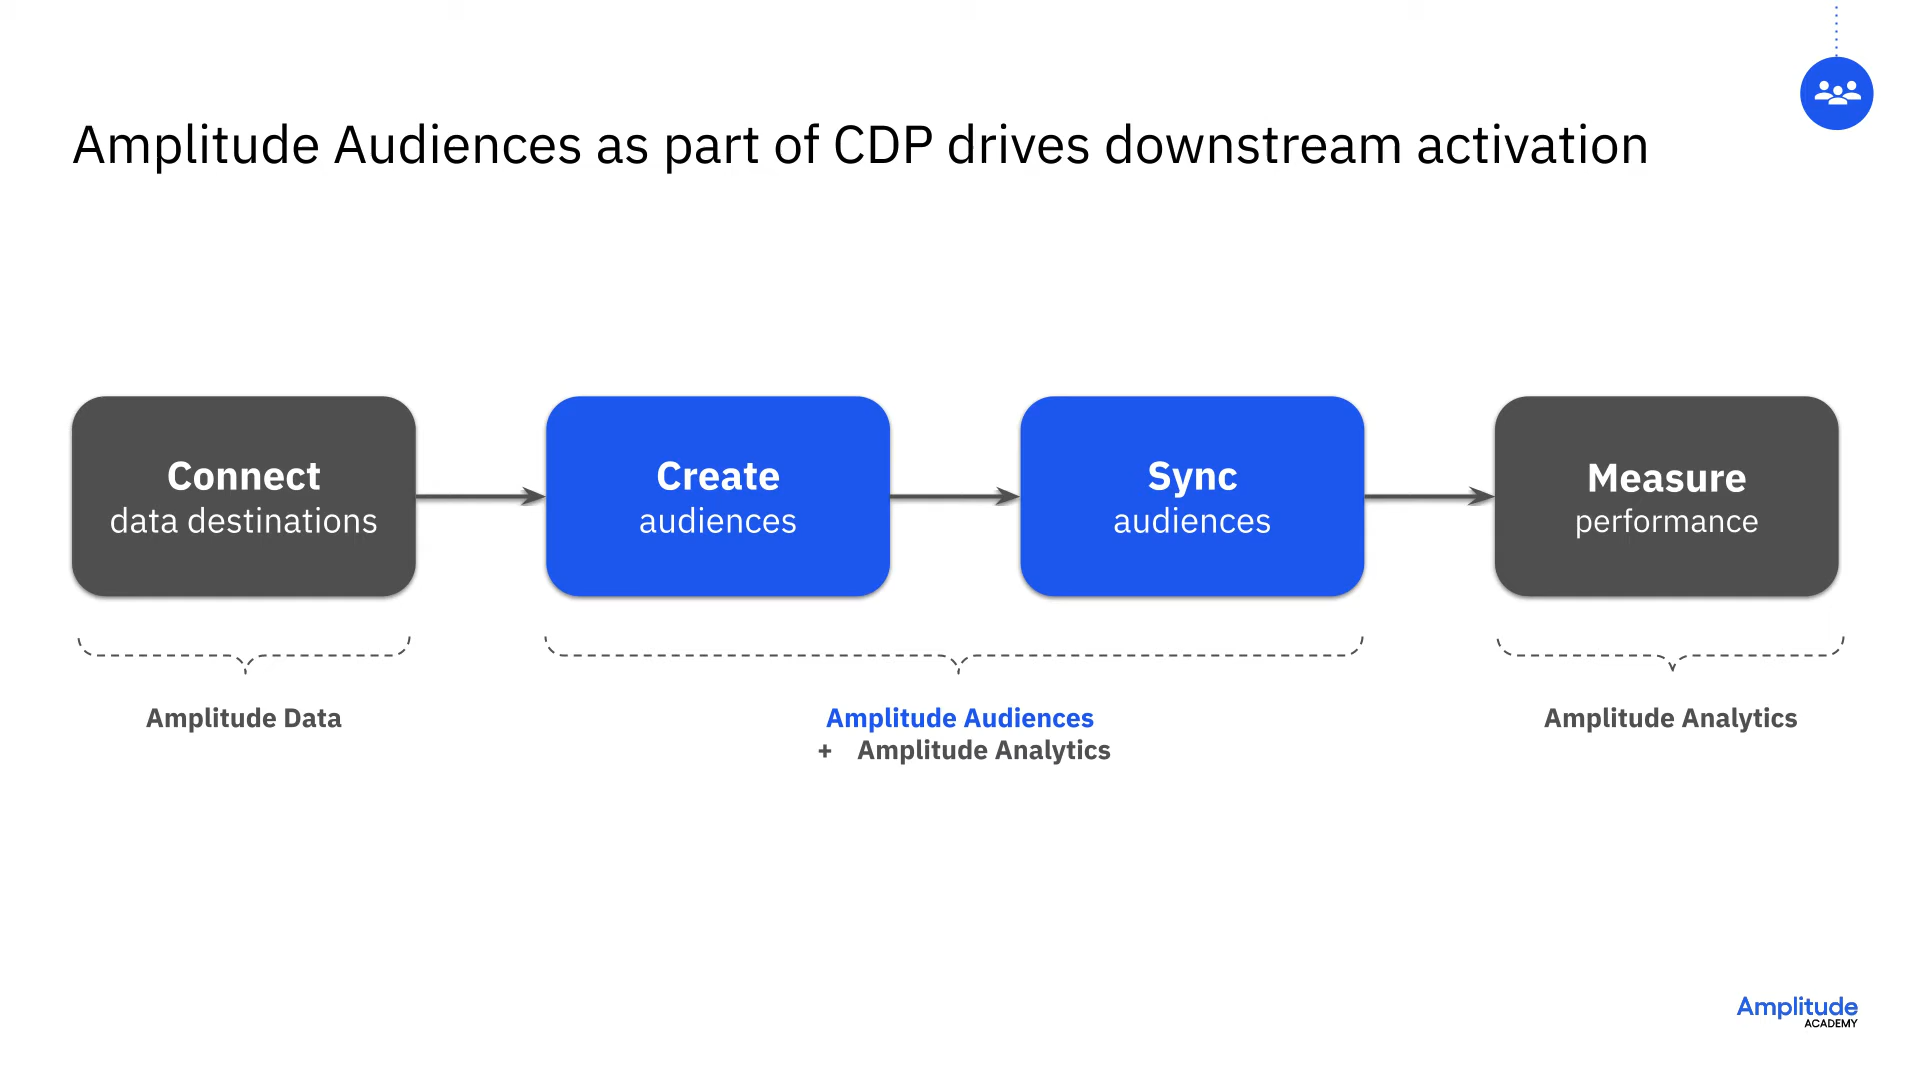 Amplitude Audiences as part of CDP drives downstream activation
Connect
data destinations
Create
audiences
Sync
audiences
Measure
performance
Amplitude Data
Amplitude Audiences
+ Amplitude Analytics
Amplitude Analytics
Amplitude
ACADEMY